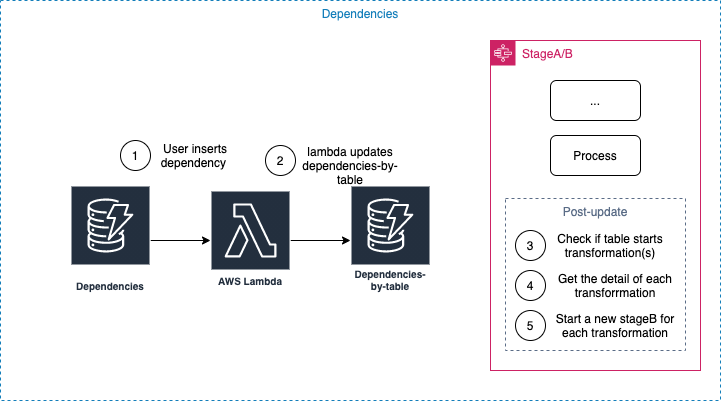 Dependencies
StageA/B
...
Process
1
User inserts
dependency
2
lambda updates
dependencies-by-
table
Dependencies
AWS Lambda
Dependencies-
by-table
Post-update
3
Check if table starts
transformation(s)
4
Get the detail of each
transforrmation
5
Start a new stageB for
each transformation